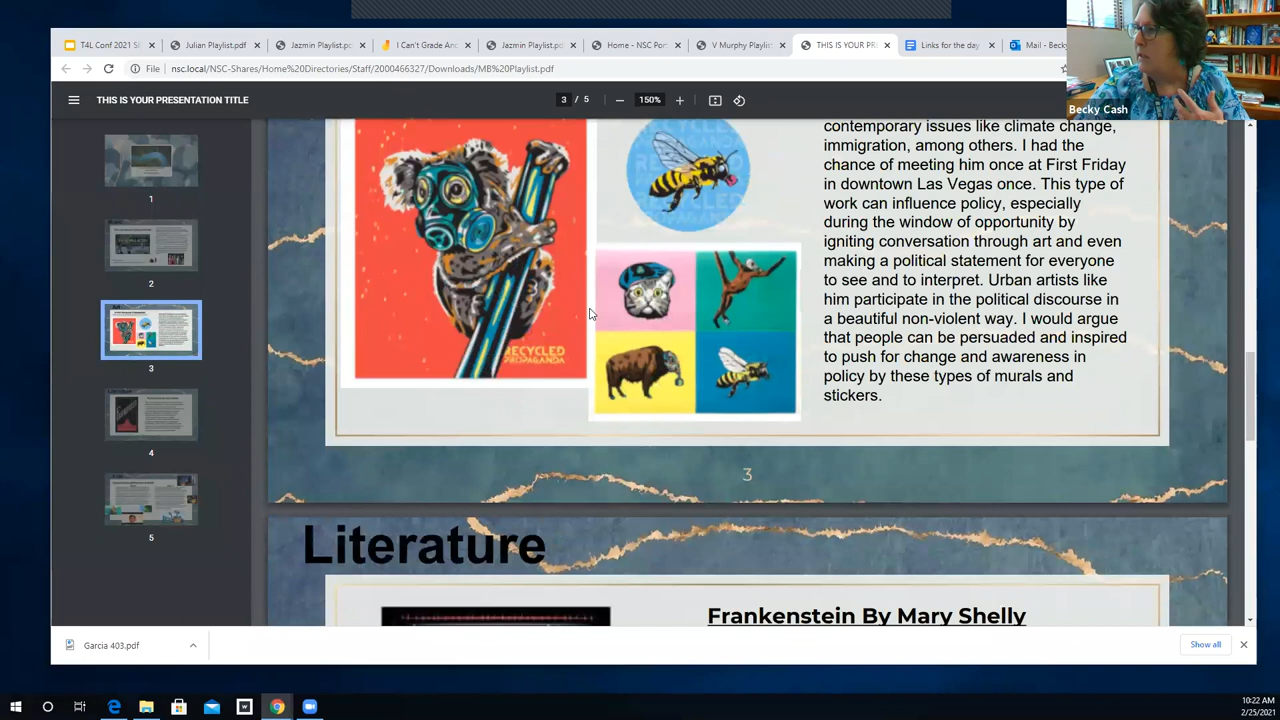 T4L Conf 2021 S
Julian Playlist.pdf
Jazmin Playlist.pd
I Can't Grade An
Jazmin Playlist.pd
Home - NSC Por
V Murphy Playlis
THIS IS YOUR PRE
Links for the day
Mail - Beck
File
nsc.local/NSC-Shares/Home%20Directories/Staff/2000466327/Downloads/MB%20Playlist.pdf
Becky Cash
THIS IS YOUR PRESENTATION TITLE
3 / 5
150%
1
2
3
4
5
RECYCLED
PROPAGANDA
contemporary issues like climate change,
immigration, among others. I had the
chance of meeting him once at First Friday
in downtown Las Vegas once. This type of
work can influence policy, especially
during the window of opportunity by
igniting conversation through art and even
making a political statement for everyone
to see and to interpret. Urban artists like
him participate in the political discourse in
a beautiful non-violent way. I would argue
that people can be persuaded and inspired
to push for change and awareness in
policy by these types of murals and
stickers.
3
Literature
Frankenstein By Mary Shelly
Garcia 403.pdf
Show all
10:22 AM
2/25/2021